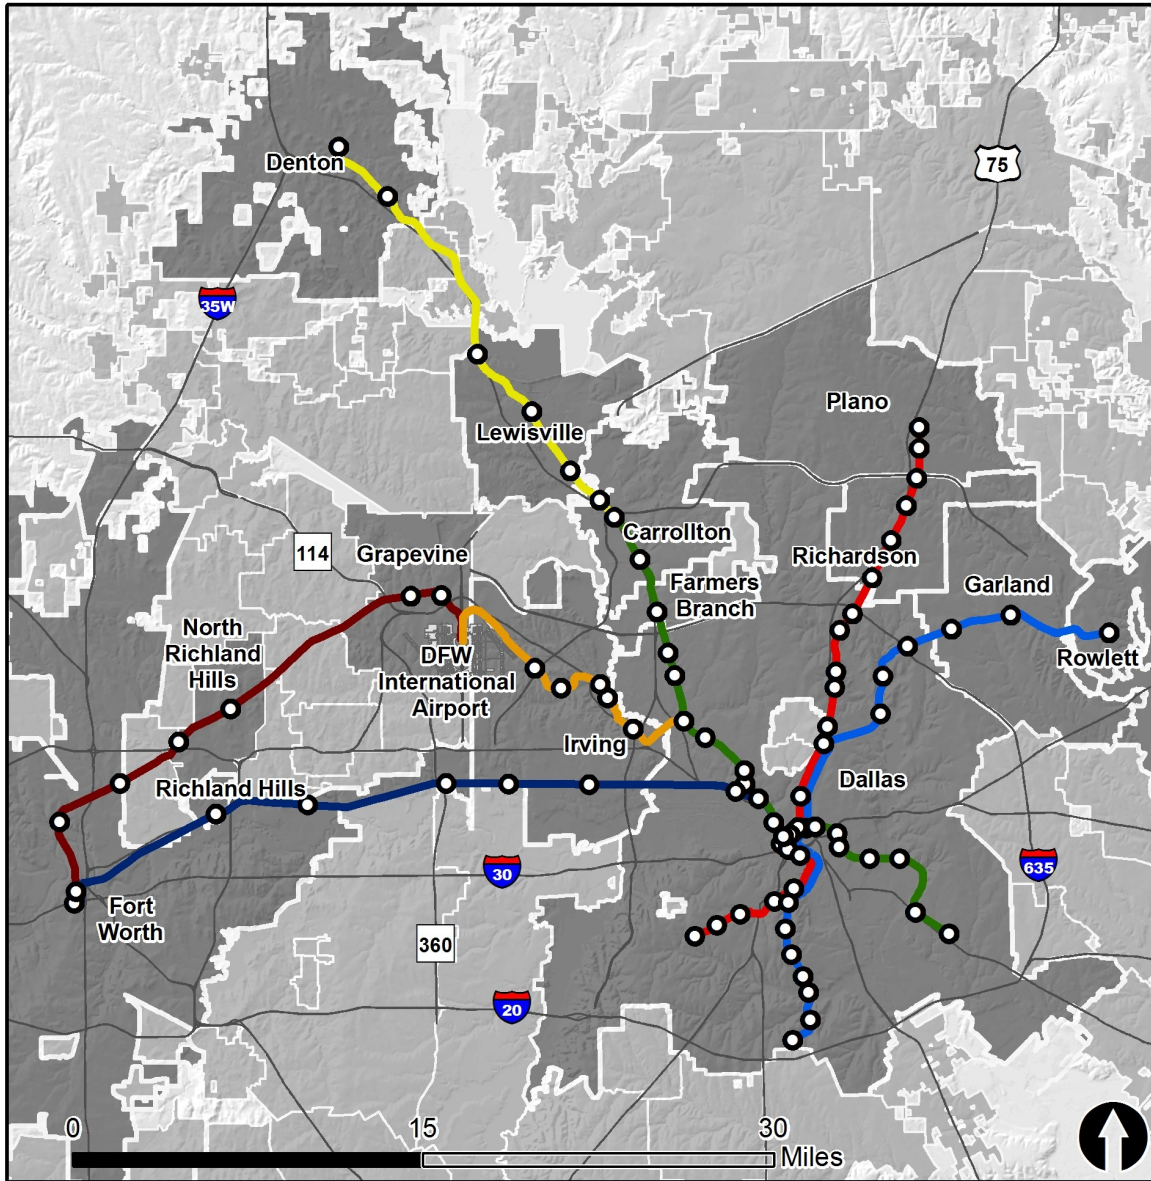 Denton
75
35W
Plano
Lewisville
Carrollton
114
Grapevine
Richardson
Farmers
Branch
Garland
North
Richland
Hills
DFW
International
Airport
Rowlett
Irving
Richland Hills
Dallas
30
635
Fort
Worth
360
20
0
15
30
Miles